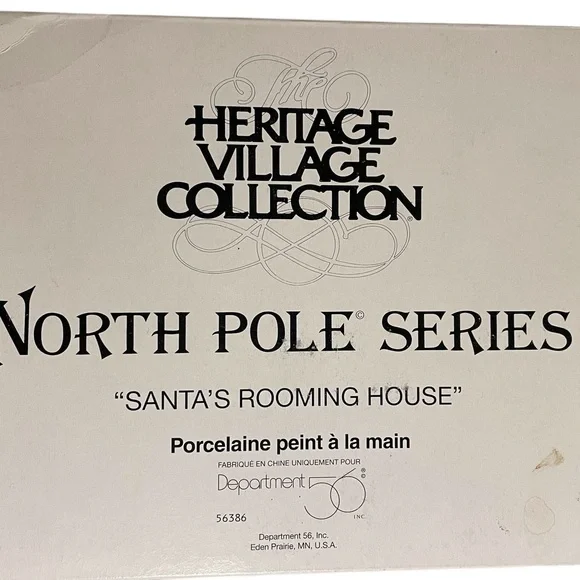 The
HERITAGE
VILLAGE
COLLECTION®
NORTH POLE© SERIES
“SANTA’S ROOMING HOUSE”
Porcelaine peint à la main
FABRIQUÉ EN CHINE UNIQUEMENT POUR
Department 56®©
INC.
56386
Department 56, Inc.
Eden Prairie, MN, U.S.A.